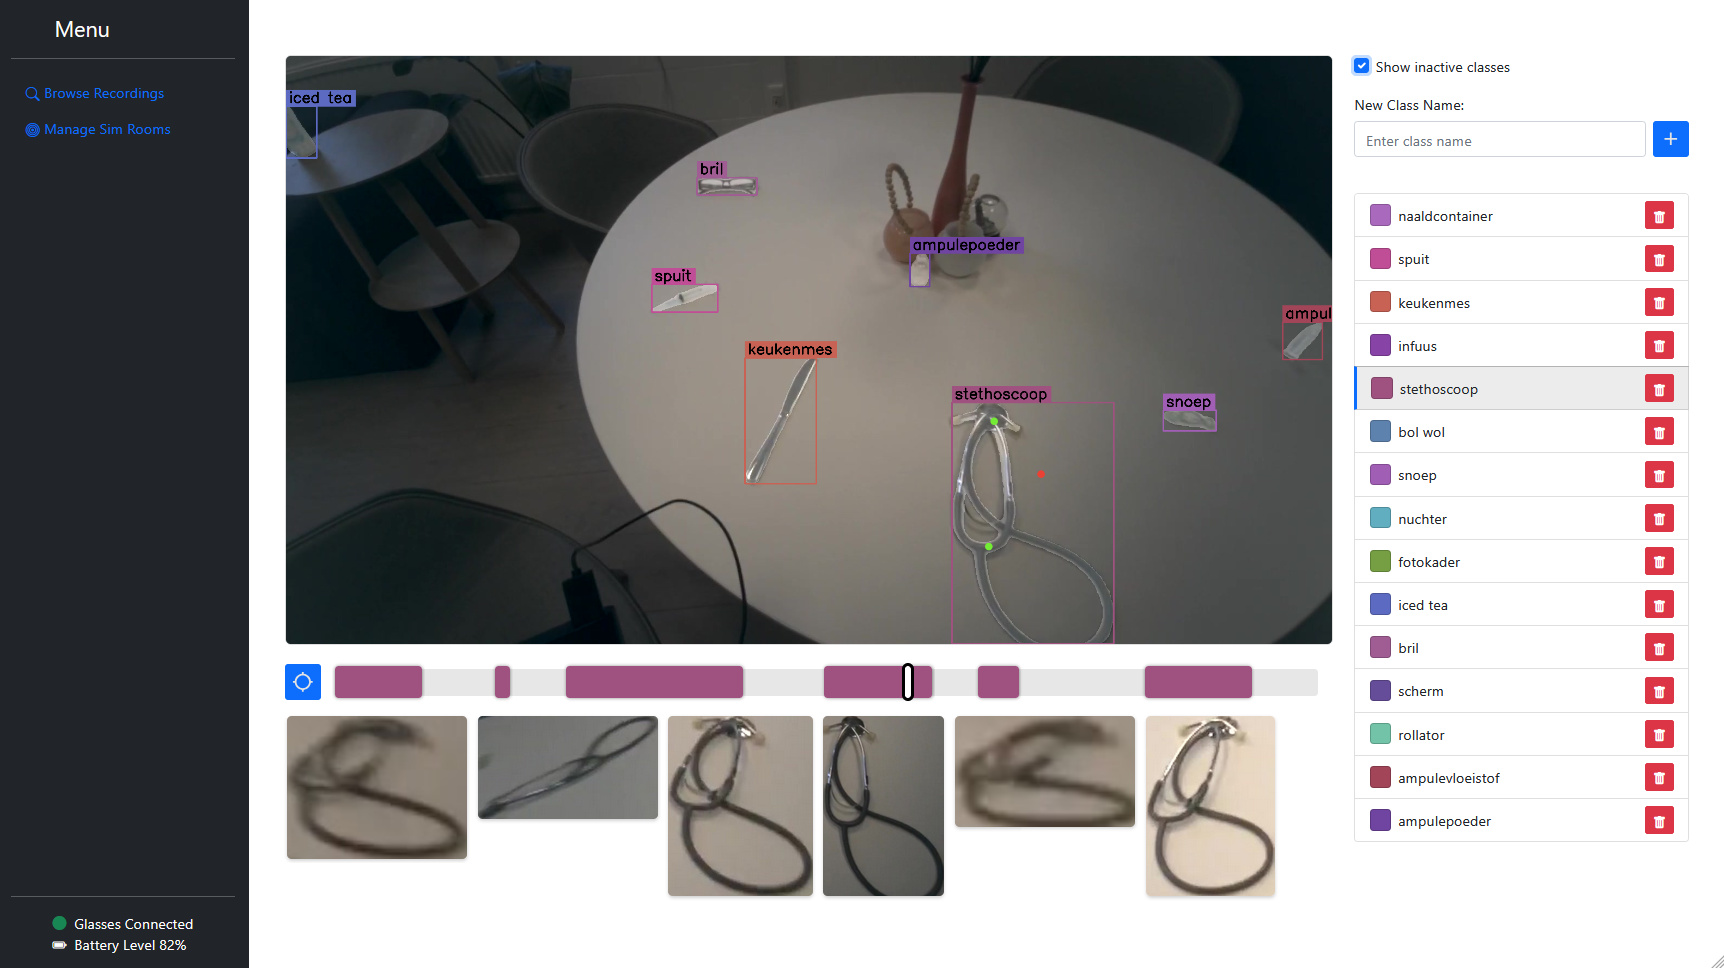 Menu
Browse Recordings
Manage Sim Rooms
Glasses Connected
Battery Level 82%
iced tea
bril
ampulepoeder
spuit
ampul
keukenmes
stethoscoop
snoep
Show inactive classes
New Class Name:
Enter class name
+
naaldcontainer
spuit
keukenmes
infuus
stethoscoop
bol wol
snoep
nuchter
fotokader
iced tea
bril
scherm
rollator
ampulevloeistof
ampulepoeder